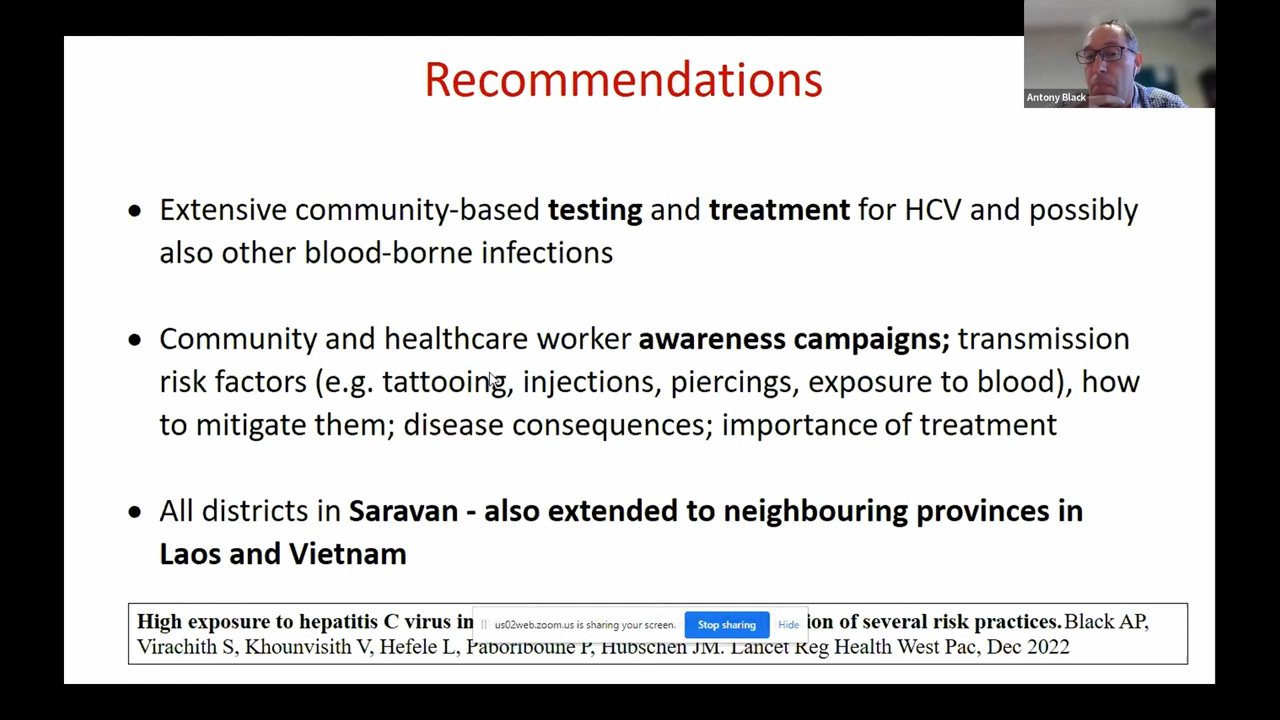 Recommendations
Antony Black
• Extensive community-based testing and treatment for HCV and possibly
also other blood-borne infections
• Community and healthcare worker awareness campaigns; transmission
risk factors (e.g. tattooing, injections, piercings, exposure to blood), how
to mitigate them; disease consequences; importance of treatment
• All districts in Saravan - also extended to neighbouring provinces in
Laos and Vietnam
High exposure to hepatitis C virus in
us02web.zoom.us is sharing your screen. Stop sharing Hide
of several risk practices. Black AP,
Virachith S, Khounvisith V, Hefele L, Paboriboune P, Hübschen JM. Lancet Reg Health West Pac, Dec 2022